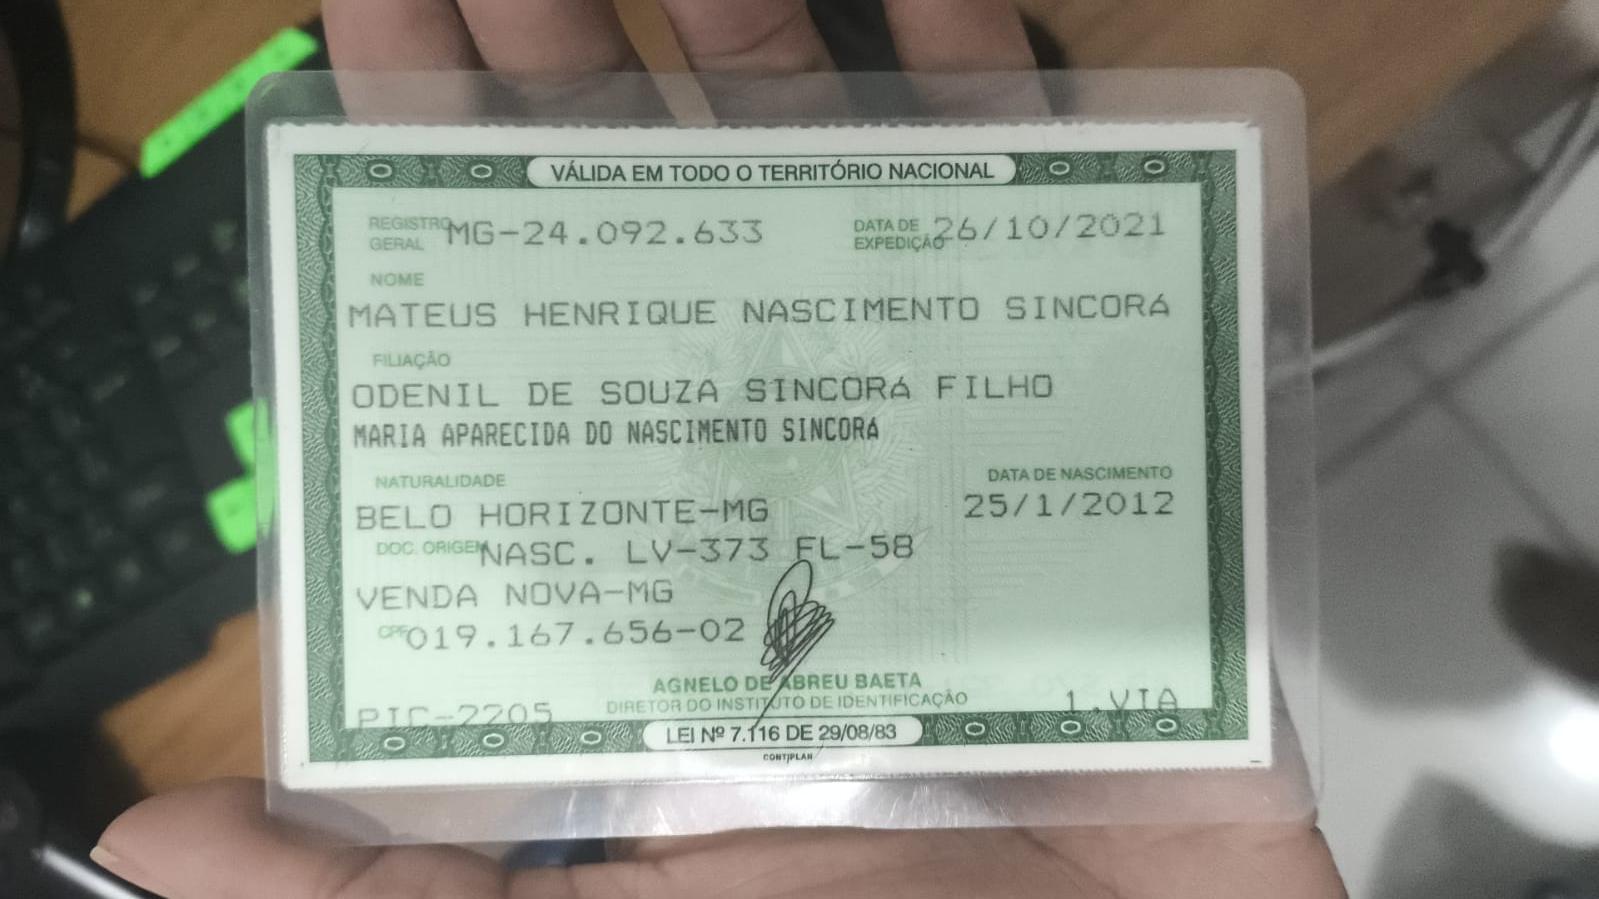 VÁLIDA EM TODO O TERRITÓRIO NACIONAL
REGISTRO GERAL MG-24.092.633 DATA DE EXPEDIÇÃO 26/10/2021
NOME
MATEUS HENRIQUE NASCIMENTO SINCORÁ
FILIAÇÃO
ODENIL DE SOUZA SINCORÁ FILHO
MARIA APARECIDA DO NASCIMENTO SINCORÁ
NATURALIDADE DATA DE NASCIMENTO
BELO HORIZONTE-MG 25/1/2012
DOC. ORIGEM NASC. LV-373 FL-58
VENDA NOVA-MG
CPF 019.167.656-02
AGNELO DE ABREU BAETA
PIC-2205 DIRETOR DO INSTITUTO DE IDENTIFICAÇÃO 1.VIA
LEI Nº 7.116 DE 29/08/83
CONTIPLAN